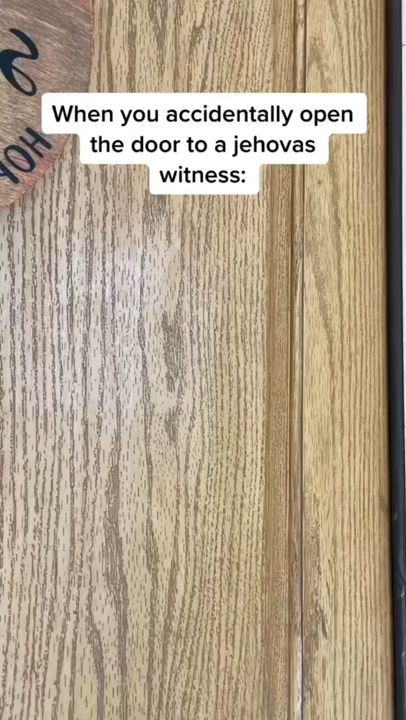 When you accidentally open
the door to a jehovas
witness: